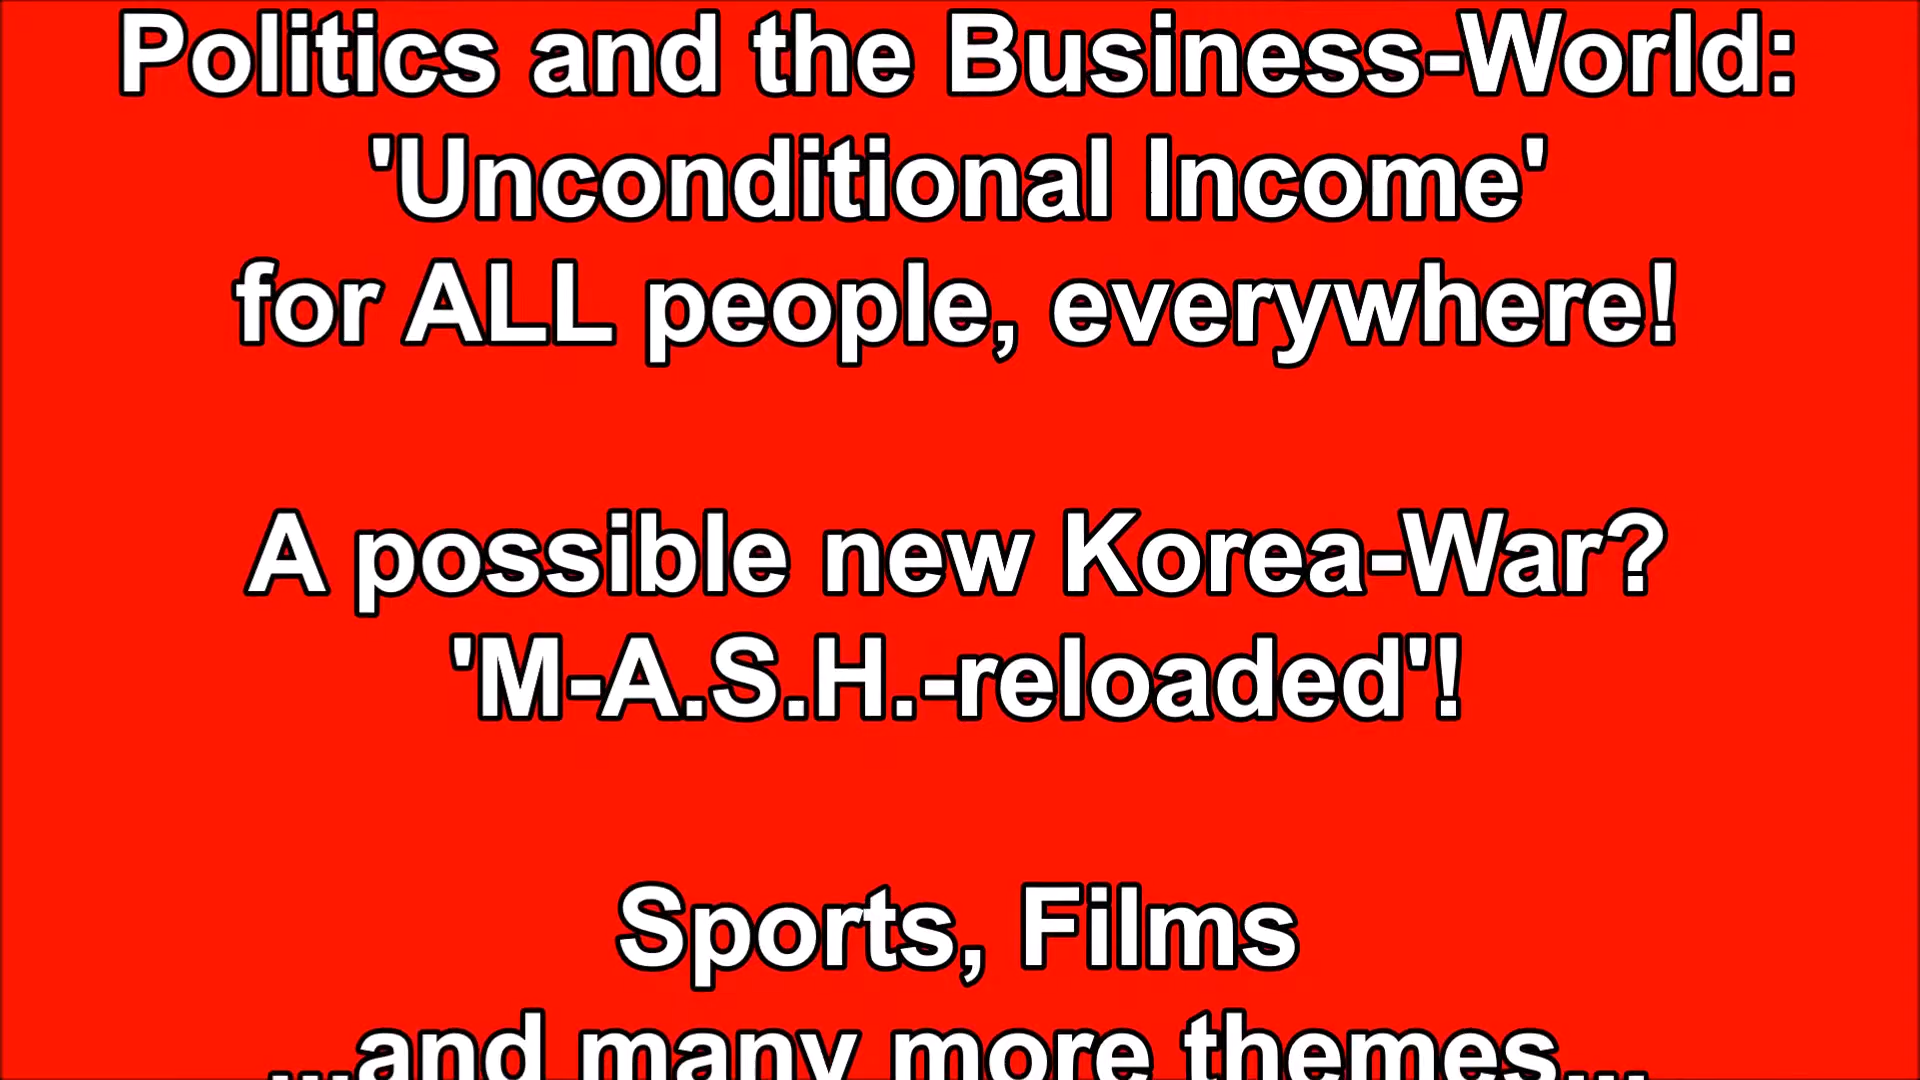 Politics and the Business-World:
'Unconditional Income'
for ALL people, everywhere!
A possible new Korea-War?
'M-A.S.H.-reloaded'!
Sports, Films
...and many more themes...